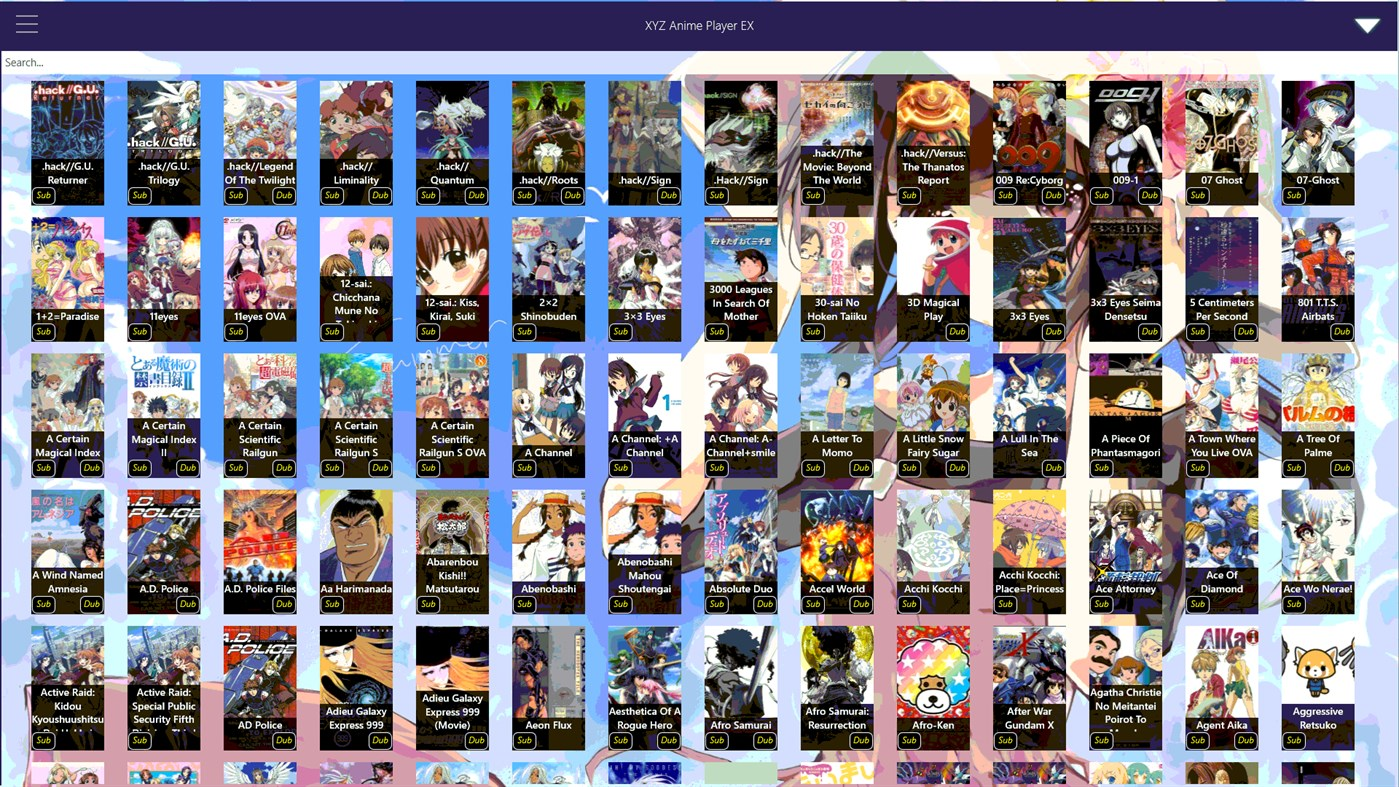 XYZ Anime Player EX
Search...
.hack//G.U.
Returner
Sub
.hack//G.U.
Trilogy
Sub
.hack//Legend
Of The Twilight
Sub Dub
.hack//
Liminality
Sub Dub
.hack//
Quantum
Sub
.hack//Roots
Sub Dub
.hack//Sign
Dub
.Hack//Sign
Sub
.hack//The
Movie: Beyond
The World
Sub
.hack//Versus:
The Thanatos
Report
Sub
009 Re:Cyborg
Sub Dub
009-1
Sub Dub
07 Ghost
Sub
07-Ghost
Dub
1+2=Paradise
Sub
11eyes
Sub
11eyes OVA
Sub
12-sai.:
Chicchana
Mune No
Sub
12-sai.: Kiss,
Kirai, Suki
Sub
2×2
Shinobuden
Sub
3×3 Eyes
Sub
3000 Leagues
In Search Of
Mother
Sub
30-sai No
Hoken Taiiku
Sub
3D Magical
Play
Dub
3x3 Eyes
Dub
3x3 Eyes Seima
Densetsu
Dub
5 Centimeters
Per Second
Sub Dub
801 T.T.S.
Airbats
Dub
A Certain
Magical Index
Sub Dub
A Certain
Magical Index
II
Sub Dub
A Certain
Scientific
Railgun
Sub Dub
A Certain
Scientific
Railgun S
Sub Dub
A Certain
Scientific
Railgun S OVA
Sub
A Channel
Sub
A Channel: +A
Channel
Sub
A Channel: A-
Channel+smile
Sub
A Letter To
Momo
Sub Dub
A Little Snow
Fairy Sugar
Sub Dub
A Lull In The
Sea
Dub
A Piece Of
Phantasmagori
Sub
A Town Where
You Live OVA
Sub
A Tree Of
Palme
Sub Dub
A Wind Named
Amnesia
Sub Dub
A.D. Police
Dub
A.D. Police Files
Sub
Aa Harimanada
Sub
Abarenbou
Kishi!!
Matsutarou
Sub
Abenobashi
Dub
Abenobashi
Mahou
Shoutengai
Sub
Absolute Duo
Sub Dub
Accel World
Sub Dub
Acchi Kocchi
Sub
Acchi Kocchi:
Place=Princess
Sub
Ace Attorney
Sub
Ace Of
Diamond
Sub
Ace Wo Nerae!
Sub
Active Raid:
Kidou
Kyoushuushitsu
Sub
Active Raid:
Special Public
Security Fifth
Sub
AD Police
Sub
Adieu Galaxy
Express 999
Dub
Adieu Galaxy
Express 999
(Movie)
Dub
Aeon Flux
Sub
Aesthetica Of A
Rogue Hero
Sub Dub
Afro Samurai
Sub Dub
Afro Samurai:
Resurrection
Sub Dub
Afro-Ken
Sub
After War
Gundam X
Sub
Agatha Christie
No Meitantei
Poirot To
Sub
Agent Aika
Sub Dub
Aggressive
Retsuko
Sub